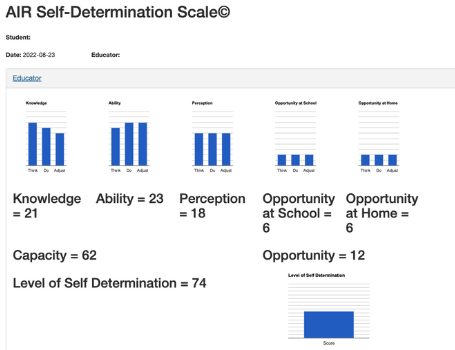 AIR Self-Determination Scale©
Student:
Date: 2022-08-23 Educator:
Educator
Knowledge Ability Perception Opportunity at School Opportunity at Home
Think Do Adjust Think Do Adjust Think Do Adjust Think Do Adjust Think Do Adjust
Knowledge = 21
Ability = 23
Perception = 18
Opportunity at School = 6
Opportunity at Home = 6
Capacity = 62 Opportunity = 12
Level of Self Determination = 74
Level of Self Determination
Score